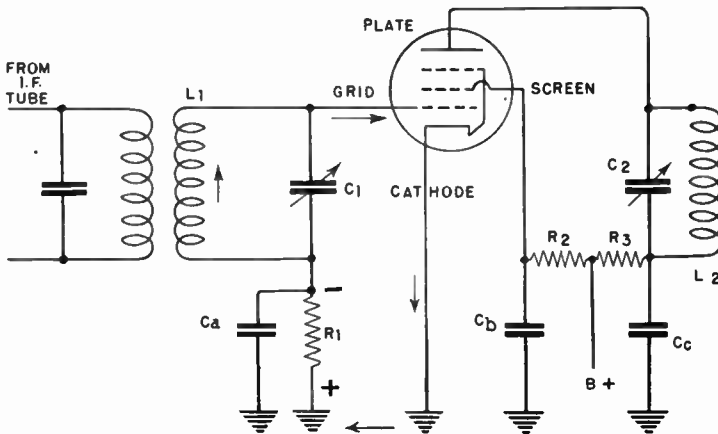 PLATE
FROM
I.F.
TUBE
L1
GRID
SCREEN
C1
CATHODE
C2
R2
R3
L2
−
Ca
R1
+
Cb
B+
Cc